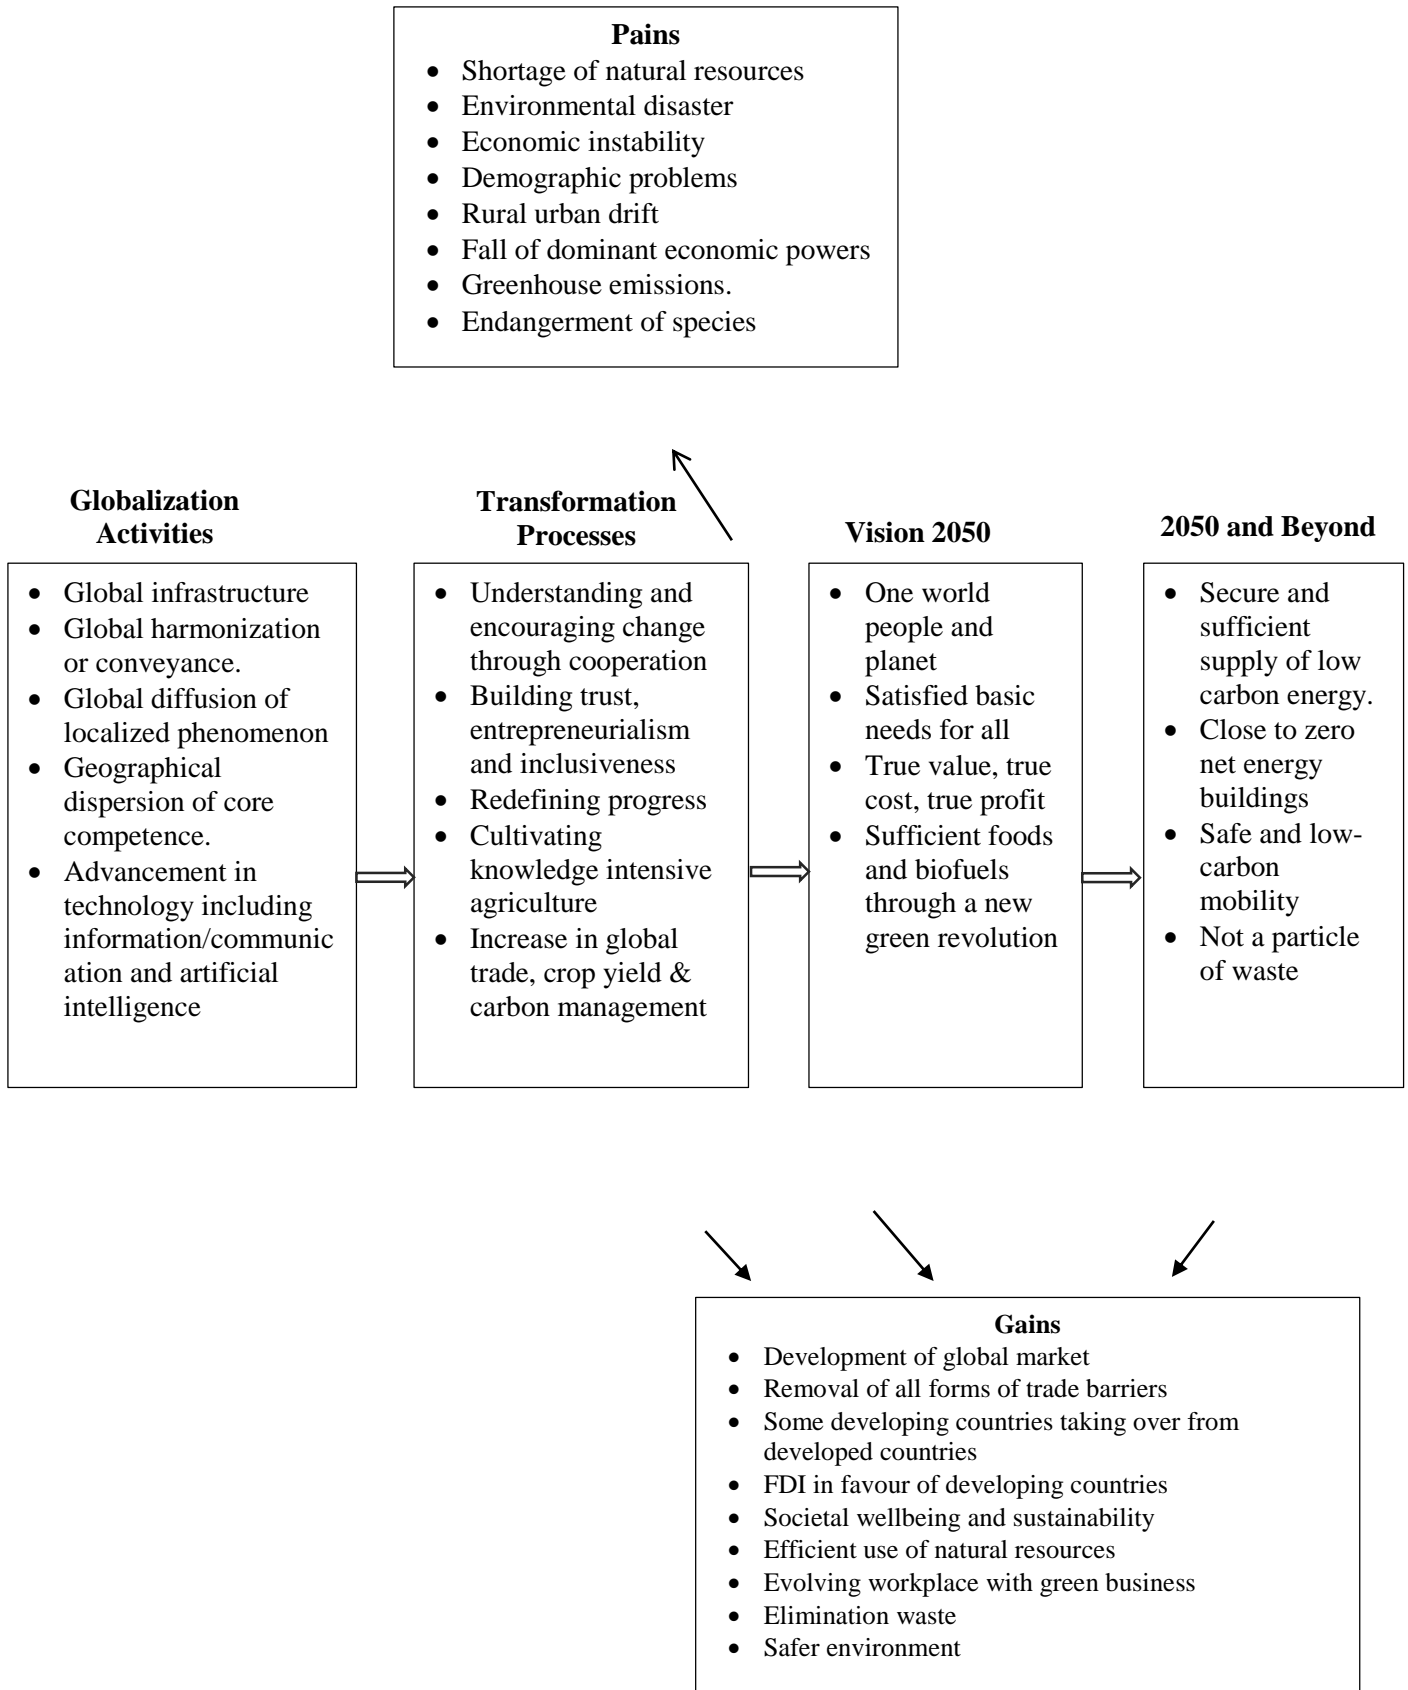 Pains
• Shortage of natural resources
• Environmental disaster
• Economic instability
• Demographic problems
• Rural urban drift
• Fall of dominant economic powers
• Greenhouse emissions.
• Endangerment of species
Globalization
Activities
• Global infrastructure
• Global harmonization
or conveyance.
• Global diffusion of
localized phenomenon
• Geographical
dispersion of core
competence.
• Advancement in
technology including
information/communic
ation and artificial
intelligence
Transformation
Processes
• Understanding and
encouraging change
through cooperation
• Building trust,
entrepreneurialism
and inclusiveness
• Redefining progress
• Cultivating
knowledge intensive
agriculture
• Increase in global
trade, crop yield &
carbon management
Vision 2050
• One world
people and
planet
• Satisfied basic
needs for all
• True value, true
cost, true profit
• Sufficient foods
and biofuels
through a new
green revolution
2050 and Beyond
• Secure and
sufficient
supply of low
carbon energy.
• Close to zero
net energy
buildings
• Safe and low-
carbon
mobility
• Not a particle
of waste
Gains
• Development of global market
• Removal of all forms of trade barriers
• Some developing countries taking over from
developed countries
• FDI in favour of developing countries
• Societal wellbeing and sustainability
• Efficient use of natural resources
• Evolving workplace with green business
• Elimination waste
• Safer environment